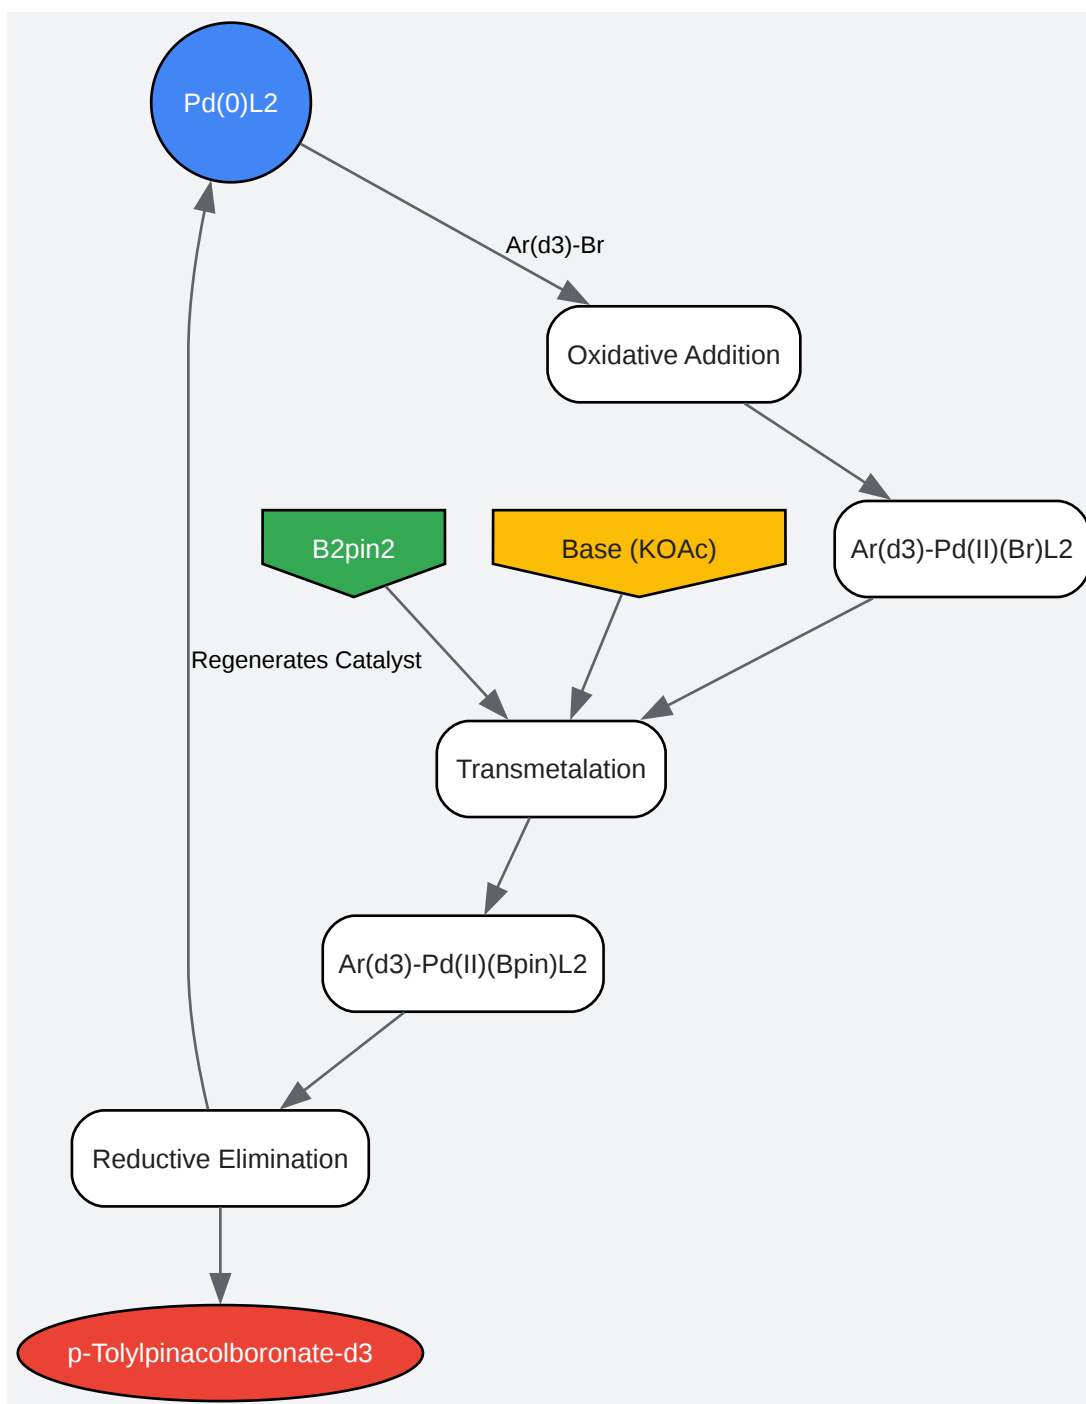 Pd(0)L2
Ar(d3)-Br
Oxidative Addition
B2pin2
Base (KOAc)
Ar(d3)-Pd(II)(Br)L2
Regenerates Catalyst
Transmetalation
Ar(d3)-Pd(II)(Bpin)L2
Reductive Elimination
p-Tolylpinacolboronate-d3